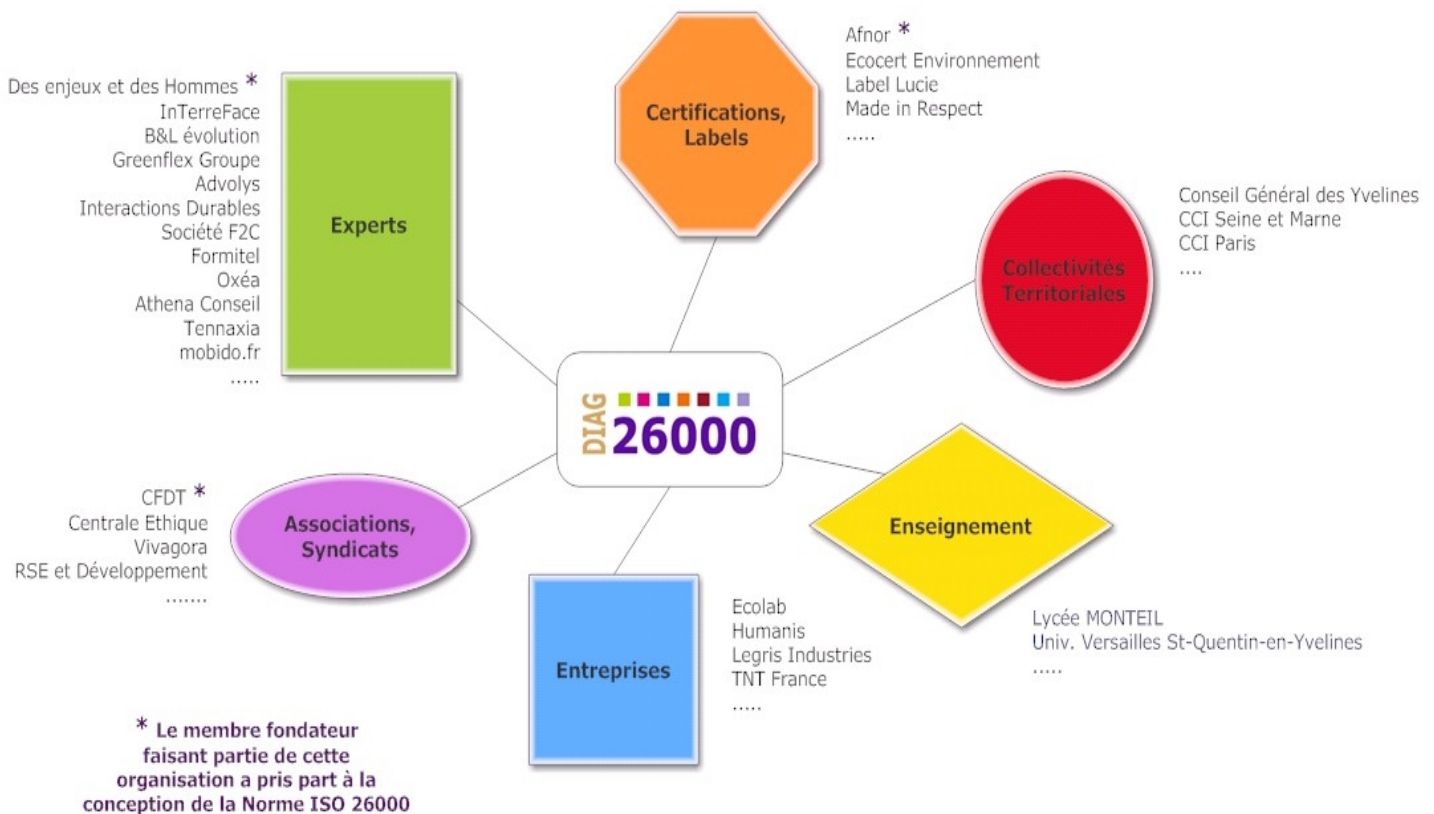 Des enjeux et des Hommes *
InTerreFace
B&L évolution
Greenflex Groupe
Advolys
Interactions Durables
Société F2C
Formitel
Oxéa
Athena Conseil
Tennaxia
mobido.fr
.....
Experts
Certifications,
Labels
Afnor *
Ecocert Environnement
Label Lucie
Made in Respect
.....
Collectivités
Territoriales
Conseil Général des Yvelines
CCI Seine et Marne
CCI Paris
....
DIAG
26000
CFDT *
Centrale Ethique
Vivagora
RSE et Développement
.......
Associations,
Syndicats
Enseignement
Lycée MONTEIL
Univ. Versailles St-Quentin-en-Yvelines
.....
Entreprises
Ecolab
Humanis
Legris Industries
TNT France
.....
* Le membre fondateur
faisant partie de cette
organisation a pris part à la
conception de la Norme ISO 26000